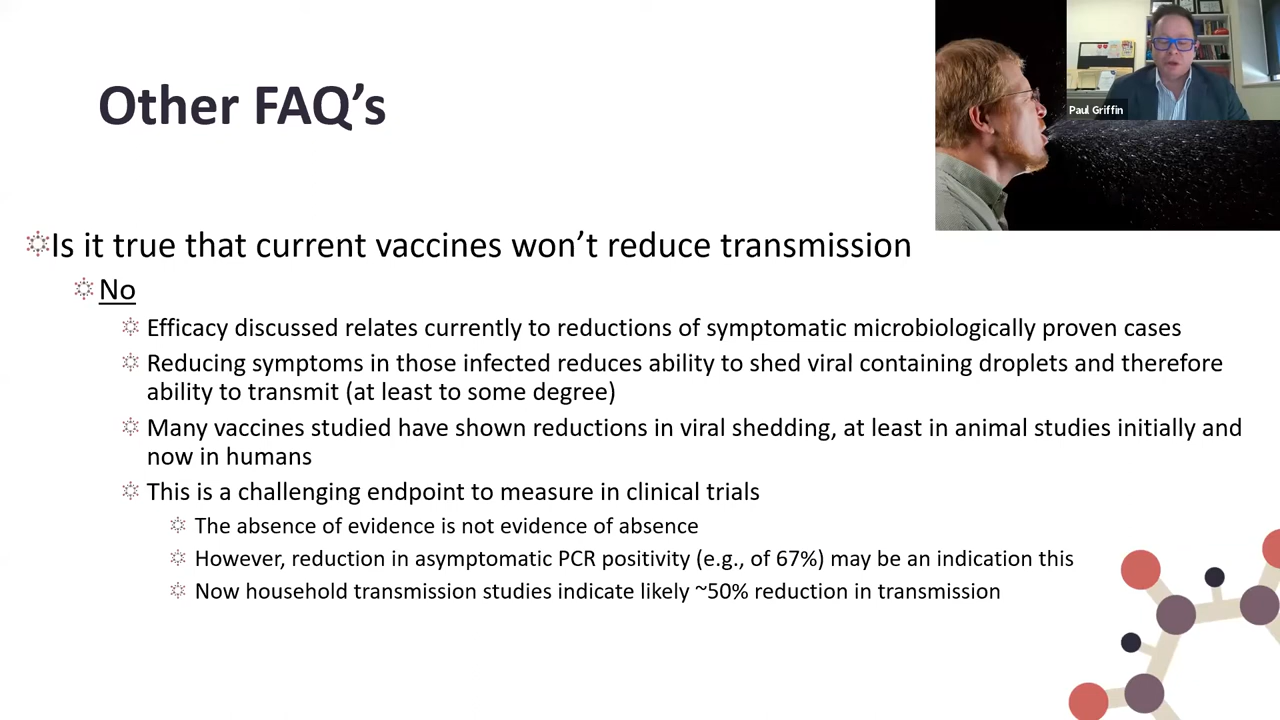 Other FAQ’s
Paul Griffin
Is it true that current vaccines won’t reduce transmission
No
Efficacy discussed relates currently to reductions of symptomatic microbiologically proven cases
Reducing symptoms in those infected reduces ability to shed viral containing droplets and therefore
ability to transmit (at least to some degree)
Many vaccines studied have shown reductions in viral shedding, at least in animal studies initially and
now in humans
This is a challenging endpoint to measure in clinical trials
The absence of evidence is not evidence of absence
However, reduction in asymptomatic PCR positivity (e.g., of 67%) may be an indication this
Now household transmission studies indicate likely ~50% reduction in transmission